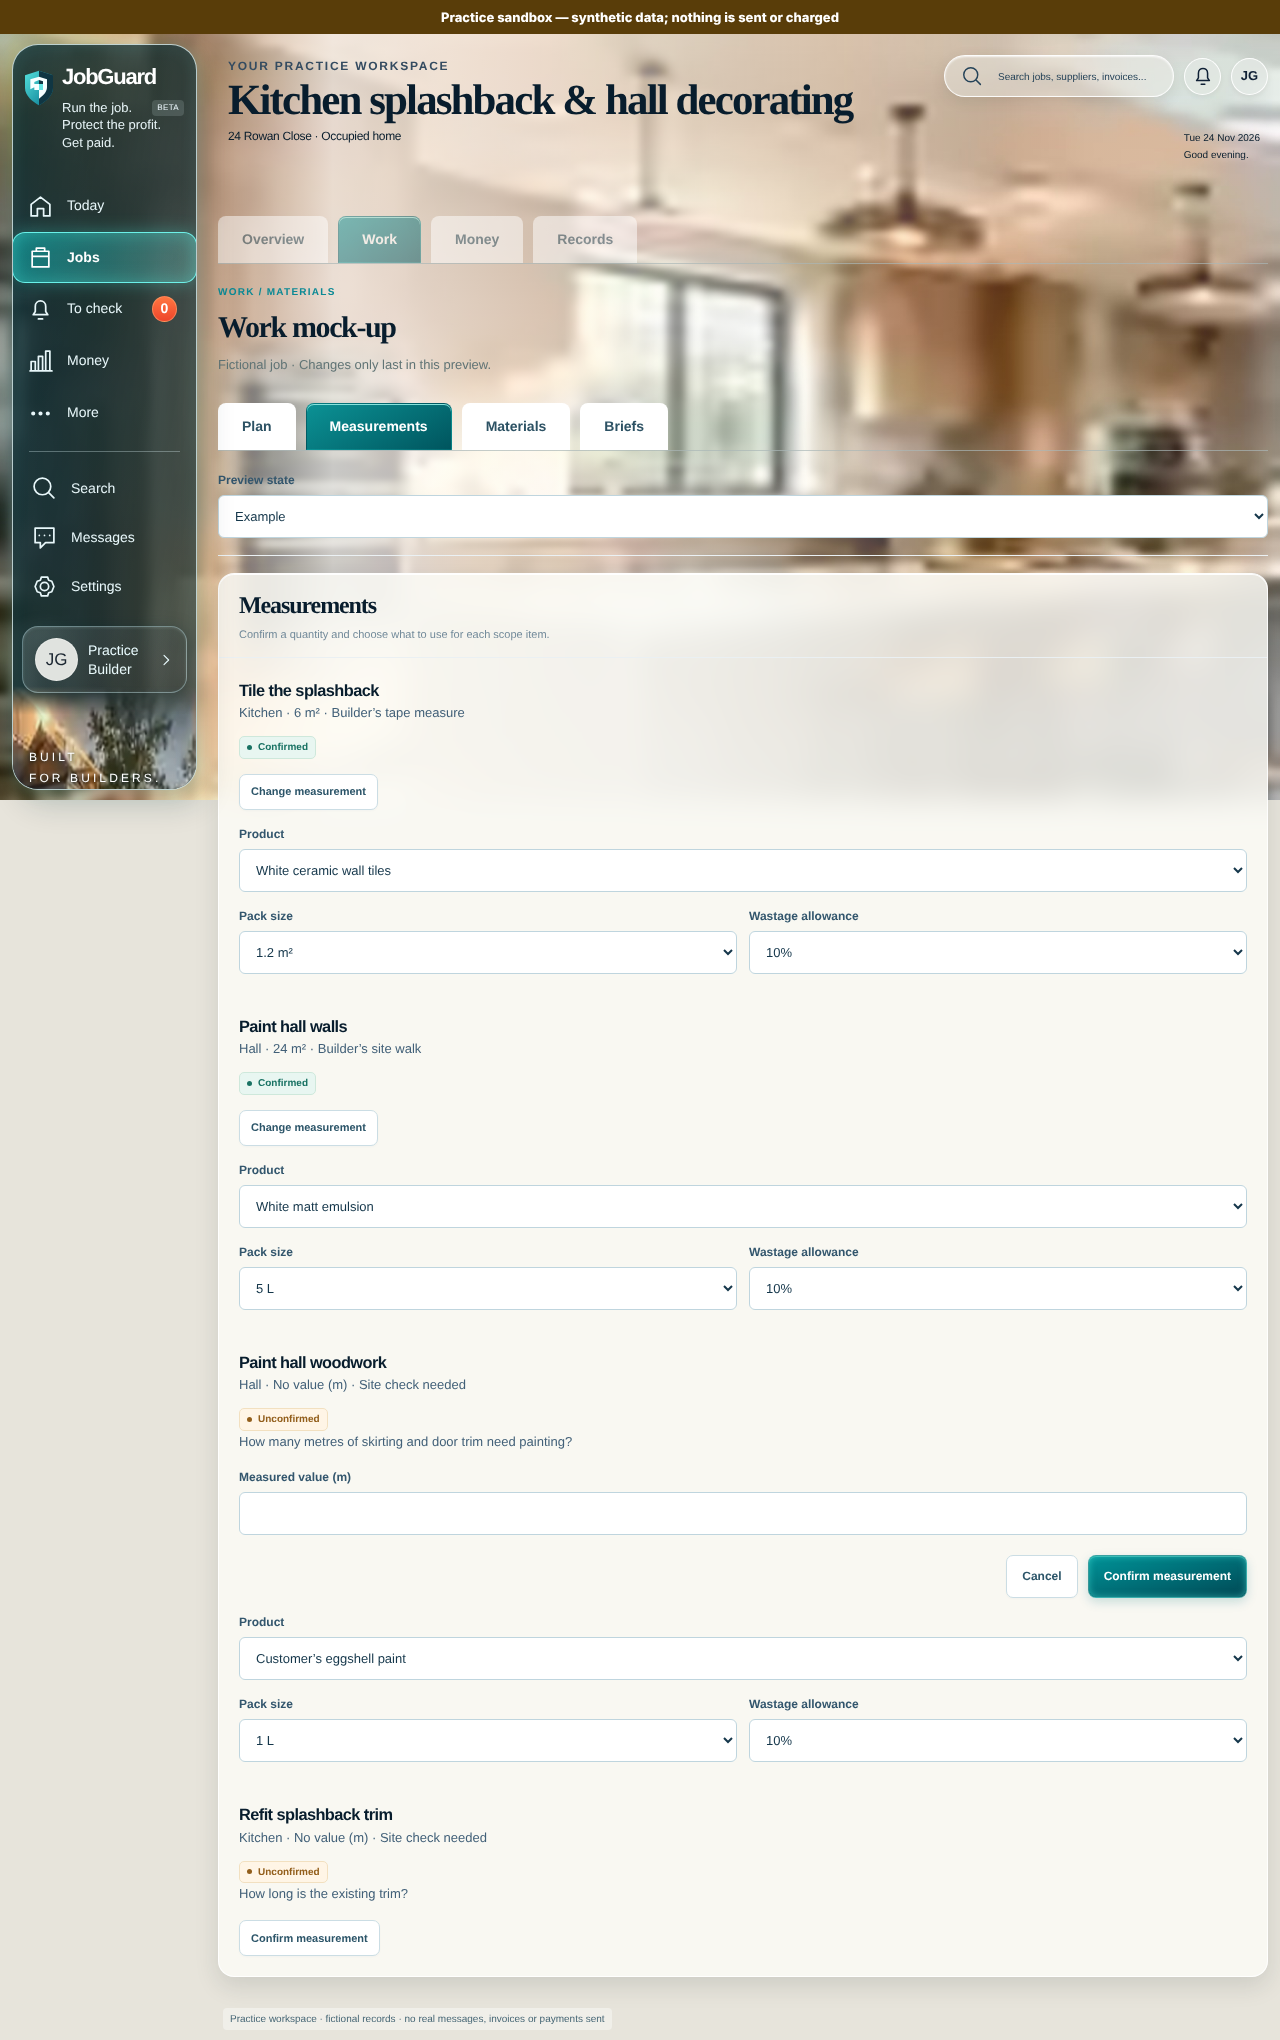 Practice sandbox — synthetic data; nothing is sent or charged
JobGuard
Run the job.
Protect the profit.
Get paid.
BETA
Today
Jobs
To check
0
Money
More
Search
Messages
Settings
JG
Practice
Builder
BUILT
FOR BUILDERS.
YOUR PRACTICE WORKSPACE
Kitchen splashback & hall decorating
24 Rowan Close · Occupied home
Search jobs, suppliers, invoices...
JG
Tue 24 Nov 2026
Good evening.
Overview
Work
Money
Records
WORK / MATERIALS
Work mock-up
Fictional job · Changes only last in this preview.
Plan
Measurements
Materials
Briefs
Preview state
Example
Measurements
Confirm a quantity and choose what to use for each scope item.
Tile the splashback
Kitchen · 6 m² · Builder’s tape measure
Confirmed
Change measurement
Product
White ceramic wall tiles
Pack size
Wastage allowance
1.2 m²
10%
Paint hall walls
Hall · 24 m² · Builder’s site walk
Confirmed
Change measurement
Product
White matt emulsion
Pack size
Wastage allowance
5 L
10%
Paint hall woodwork
Hall · No value (m) · Site check needed
Unconfirmed
How many metres of skirting and door trim need painting?
Measured value (m)
Cancel
Confirm measurement
Product
Customer’s eggshell paint
Pack size
Wastage allowance
1 L
10%
Refit splashback trim
Kitchen · No value (m) · Site check needed
Unconfirmed
How long is the existing trim?
Confirm measurement
Practice workspace · fictional records · no real messages, invoices or payments sent